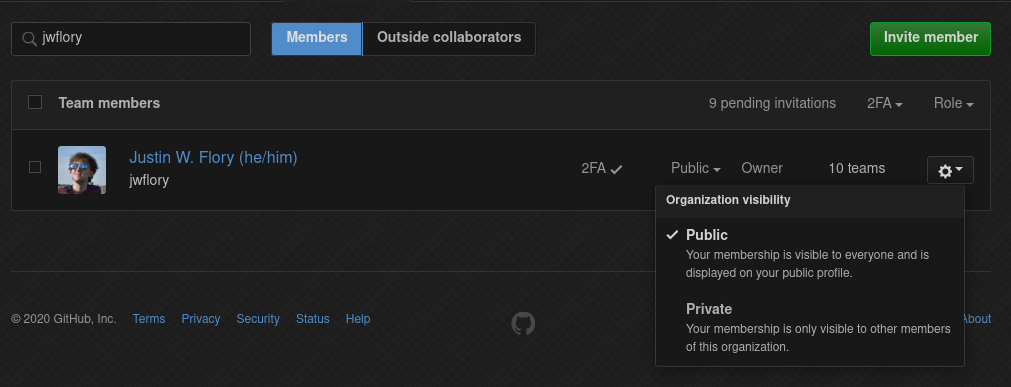 jwflory
Members
Outside collaborators
Invite member
Team members
9 pending invitations
2FA
Role
Justin W. Flory (he/him)
jwflory
2FA
Public
Owner
10 teams
Organization visibility
Public
Your membership is visible to everyone and is
displayed on your public profile.
Private
Your membership is only visible to other members
of this organization.
© 2020 GitHub, Inc.
Terms
Privacy
Security
Status
Help
About